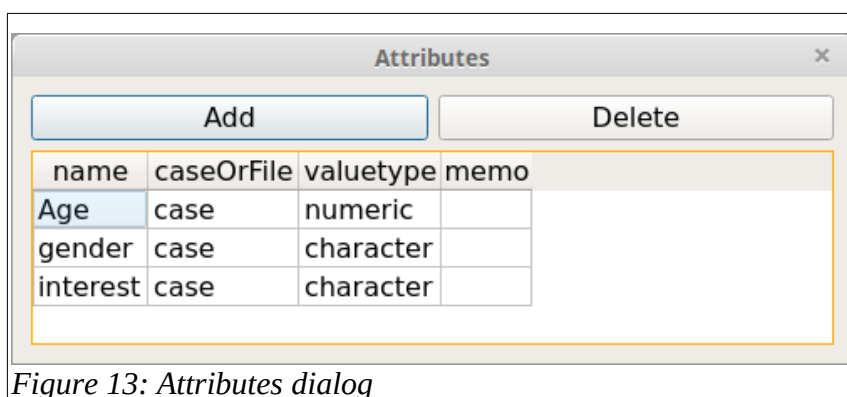 Attributes ×
Add Delete
name caseOrFile valuetype memo
Age case numeric
gender case character
interest case character
Figure 13: Attributes dialog